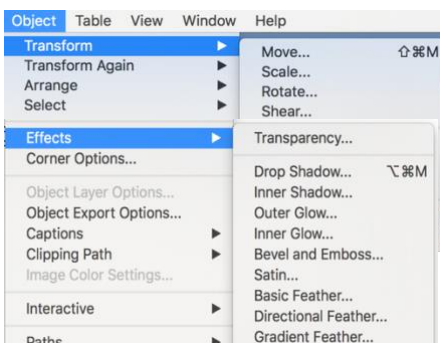 Object Table View Window Help
Transform
Transform Again
Arrange
Select
Move... ⇧⌘M
Scale...
Rotate...
Shear...
Effects
Corner Options...
Object Layer Options...
Object Export Options...
Captions
Clipping Path
Image Color Settings...
Interactive
Paths
Transparency...
Drop Shadow... ⌥⌘M
Inner Shadow...
Outer Glow...
Inner Glow...
Bevel and Emboss...
Satin...
Basic Feather...
Directional Feather...
Gradient Feather...